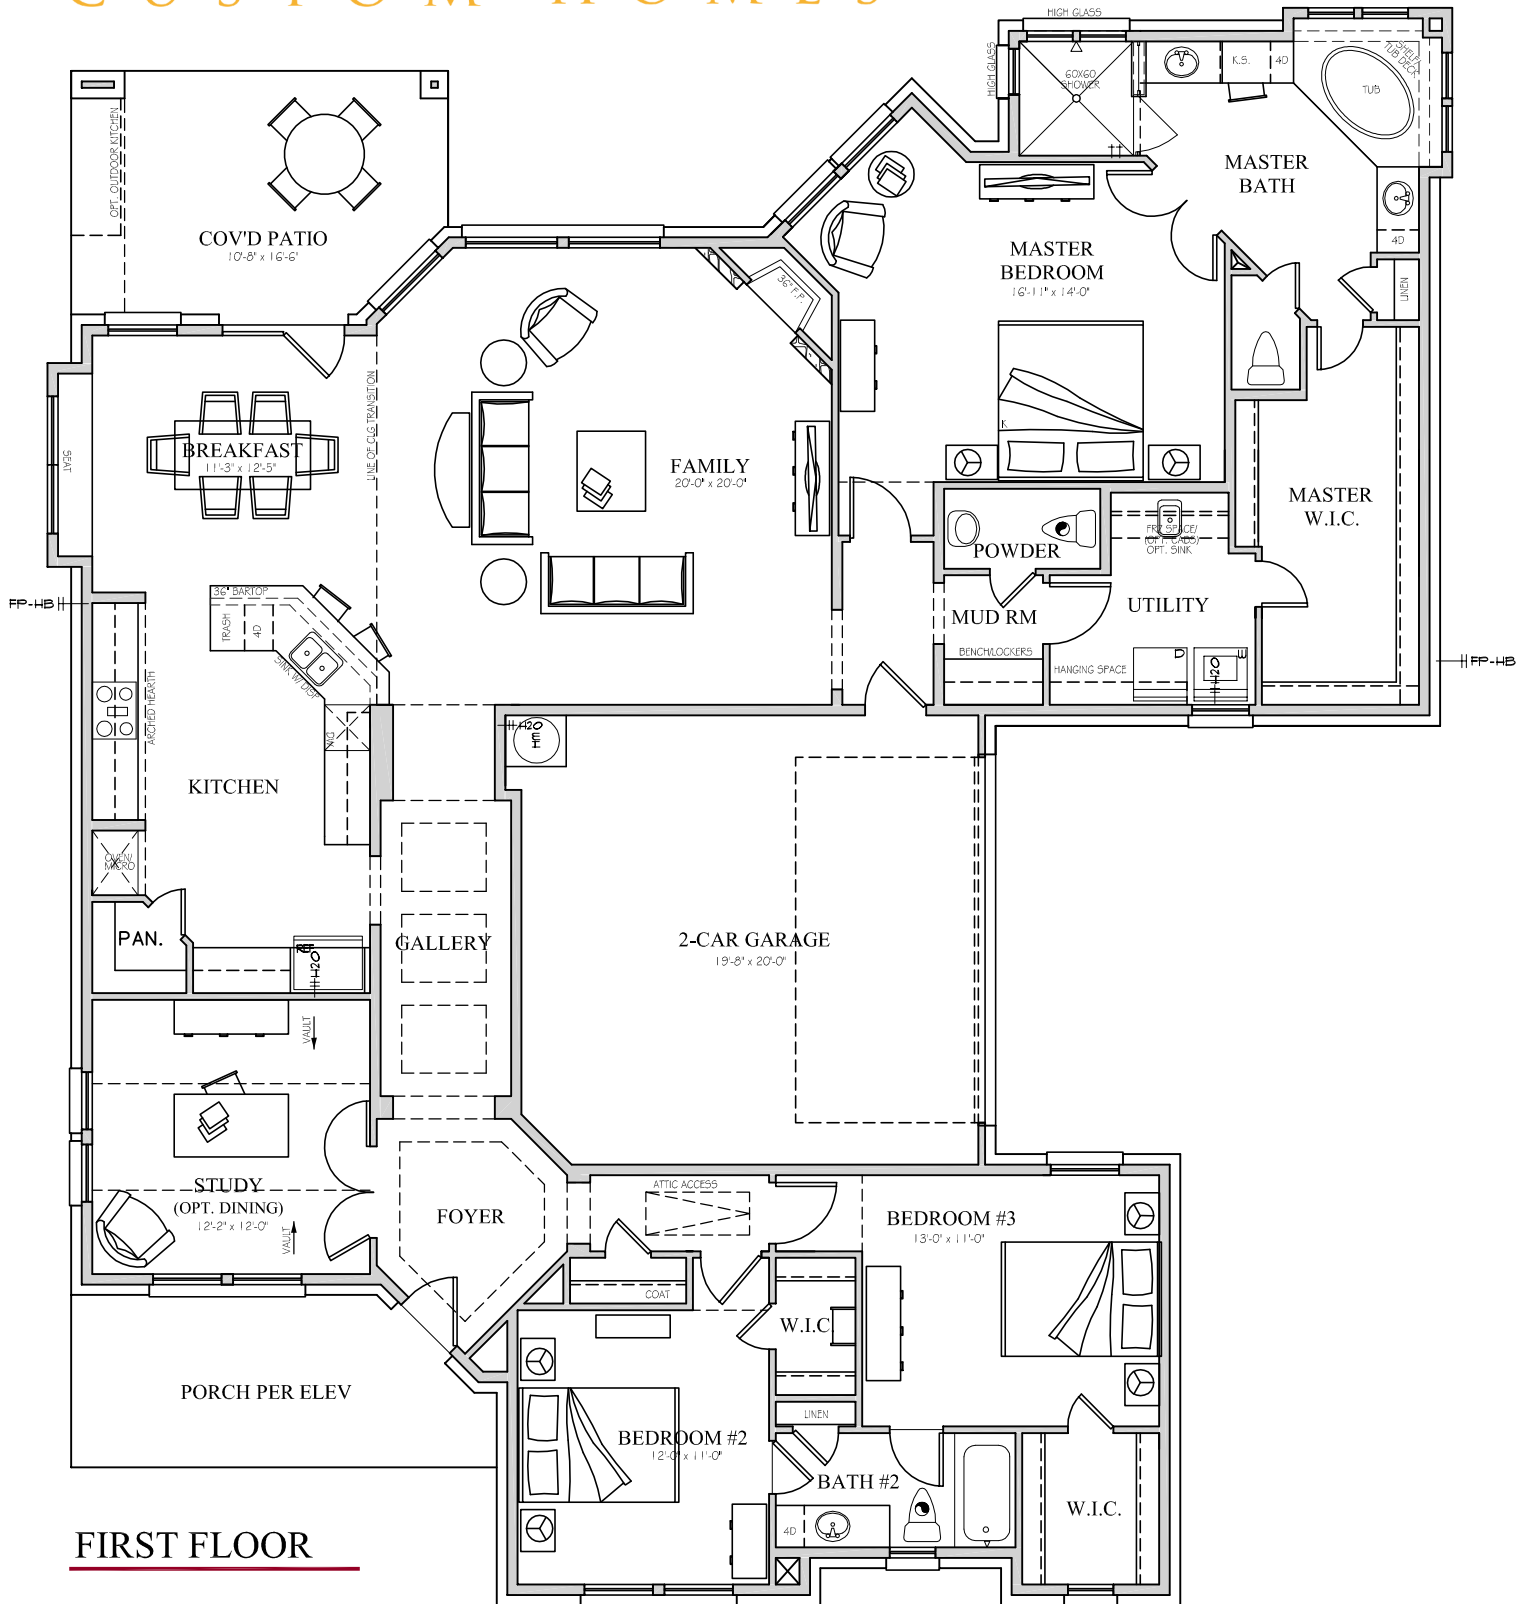 CUSTOM HOMES
HIGH GLASS
HIGH GLASS
60X60
SHOWER
K.S.
4D
SHELF/
TUB DECK
TUB
MASTER
BATH
4D
LINEN
OPT. OUTDOOR KITCHEN
COV'D PATIO
10'-8" x 16'-6"
36" F.P.
MASTER
BEDROOM
16'-11" x 14'-0"
K
LINE OF CLG TRANSITION
SEAT
BREAKFAST
11'-3" x 12'-5"
FAMILY
20'-0" x 20'-0"
MASTER
W.I.C.
POWDER
FRZ SPACE/
(OPT. CABS)
OPT. SINK
FP-HB
36" BARTOP
TRASH
4D
SINK W/ DISP
MUD RM
UTILITY
BENCH/LOCKERS
HANGING SPACE
D
W
H2O
FP-HB
ARCHED HEARTH
H2O
KITCHEN
OVEN/
MICRO
PAN.
REF
H2O
GALLERY
2-CAR GARAGE
19'-8" x 20'-0"
VAULT
STUDY
(OPT. DINING)
12'-2" x 12'-0"
VAULT
FOYER
ATTIC ACCESS
BEDROOM #3
13'-0" x 11'-0"
COAT
W.I.C.
PORCH PER ELEV
LINEN
BEDROOM #2
12'-0" x 11'-0"
BATH #2
4D
W.I.C.
FIRST FLOOR